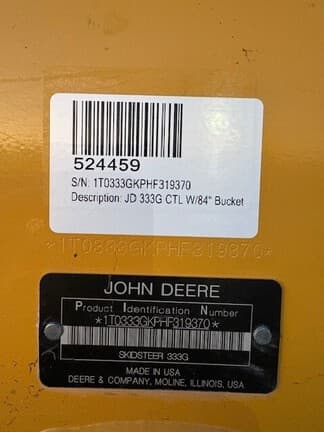 524459
S/N: 1T0333GKPHF319370
Description: JD 333G CTL W/84" Bucket
*1T0333GKPHF319370*
JOHN DEERE
Product Identification Number
*1T0333GKPHF319370*
SKIDSTEER 333G
MADE IN USA
DEERE & COMPANY, MOLINE, ILLINOIS, USA